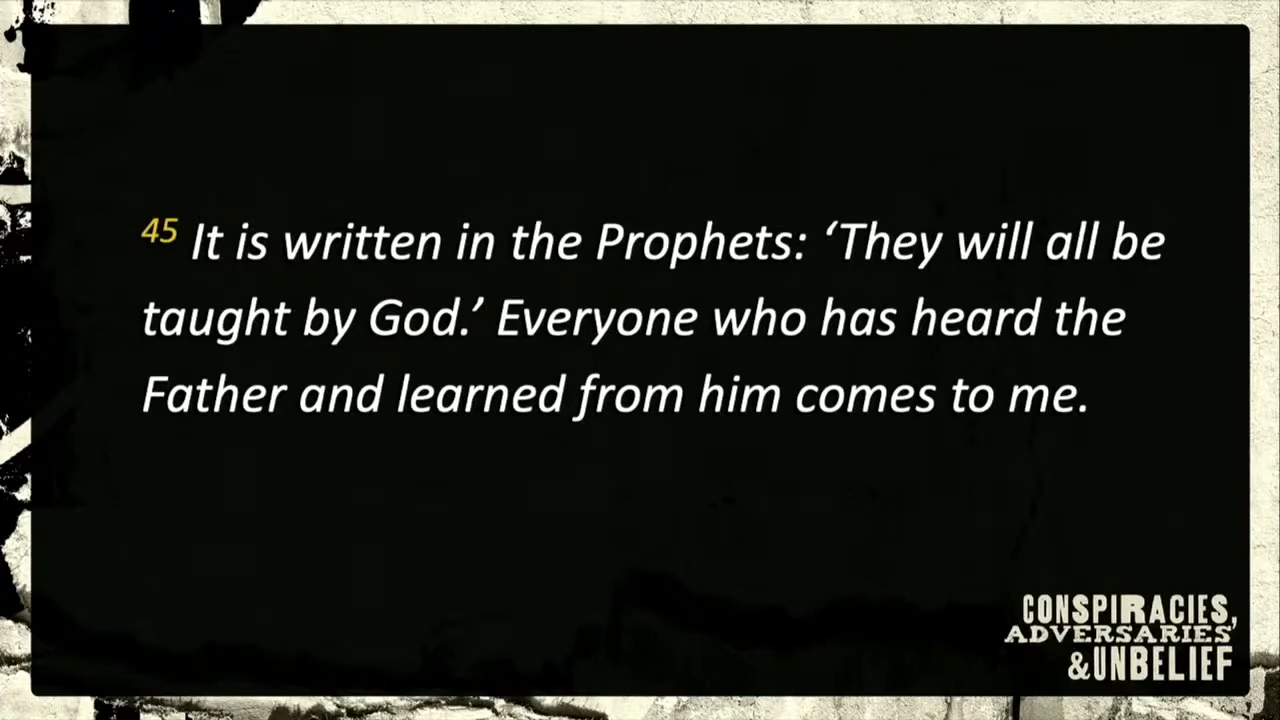 45 It is written in the Prophets: ‘They will all be
taught by God.’ Everyone who has heard the
Father and learned from him comes to me.
CONSPIRACIES,
ADVERSARIES
&UNBELIEF